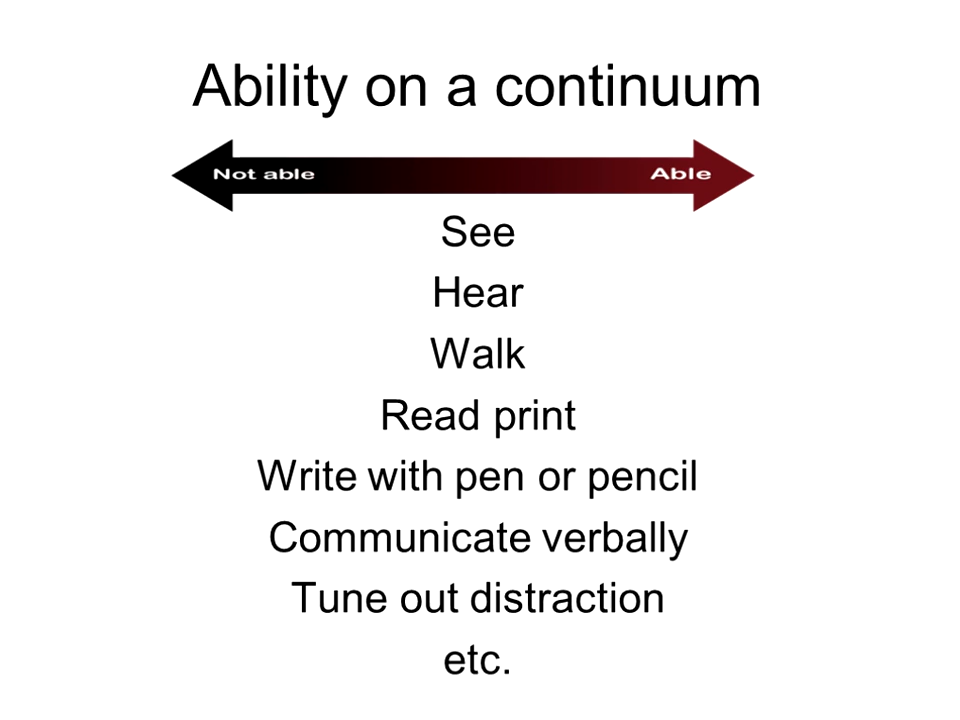 Ability on a continuum
Not able Able
See
Hear
Walk
Read print
Write with pen or pencil
Communicate verbally
Tune out distraction
etc.